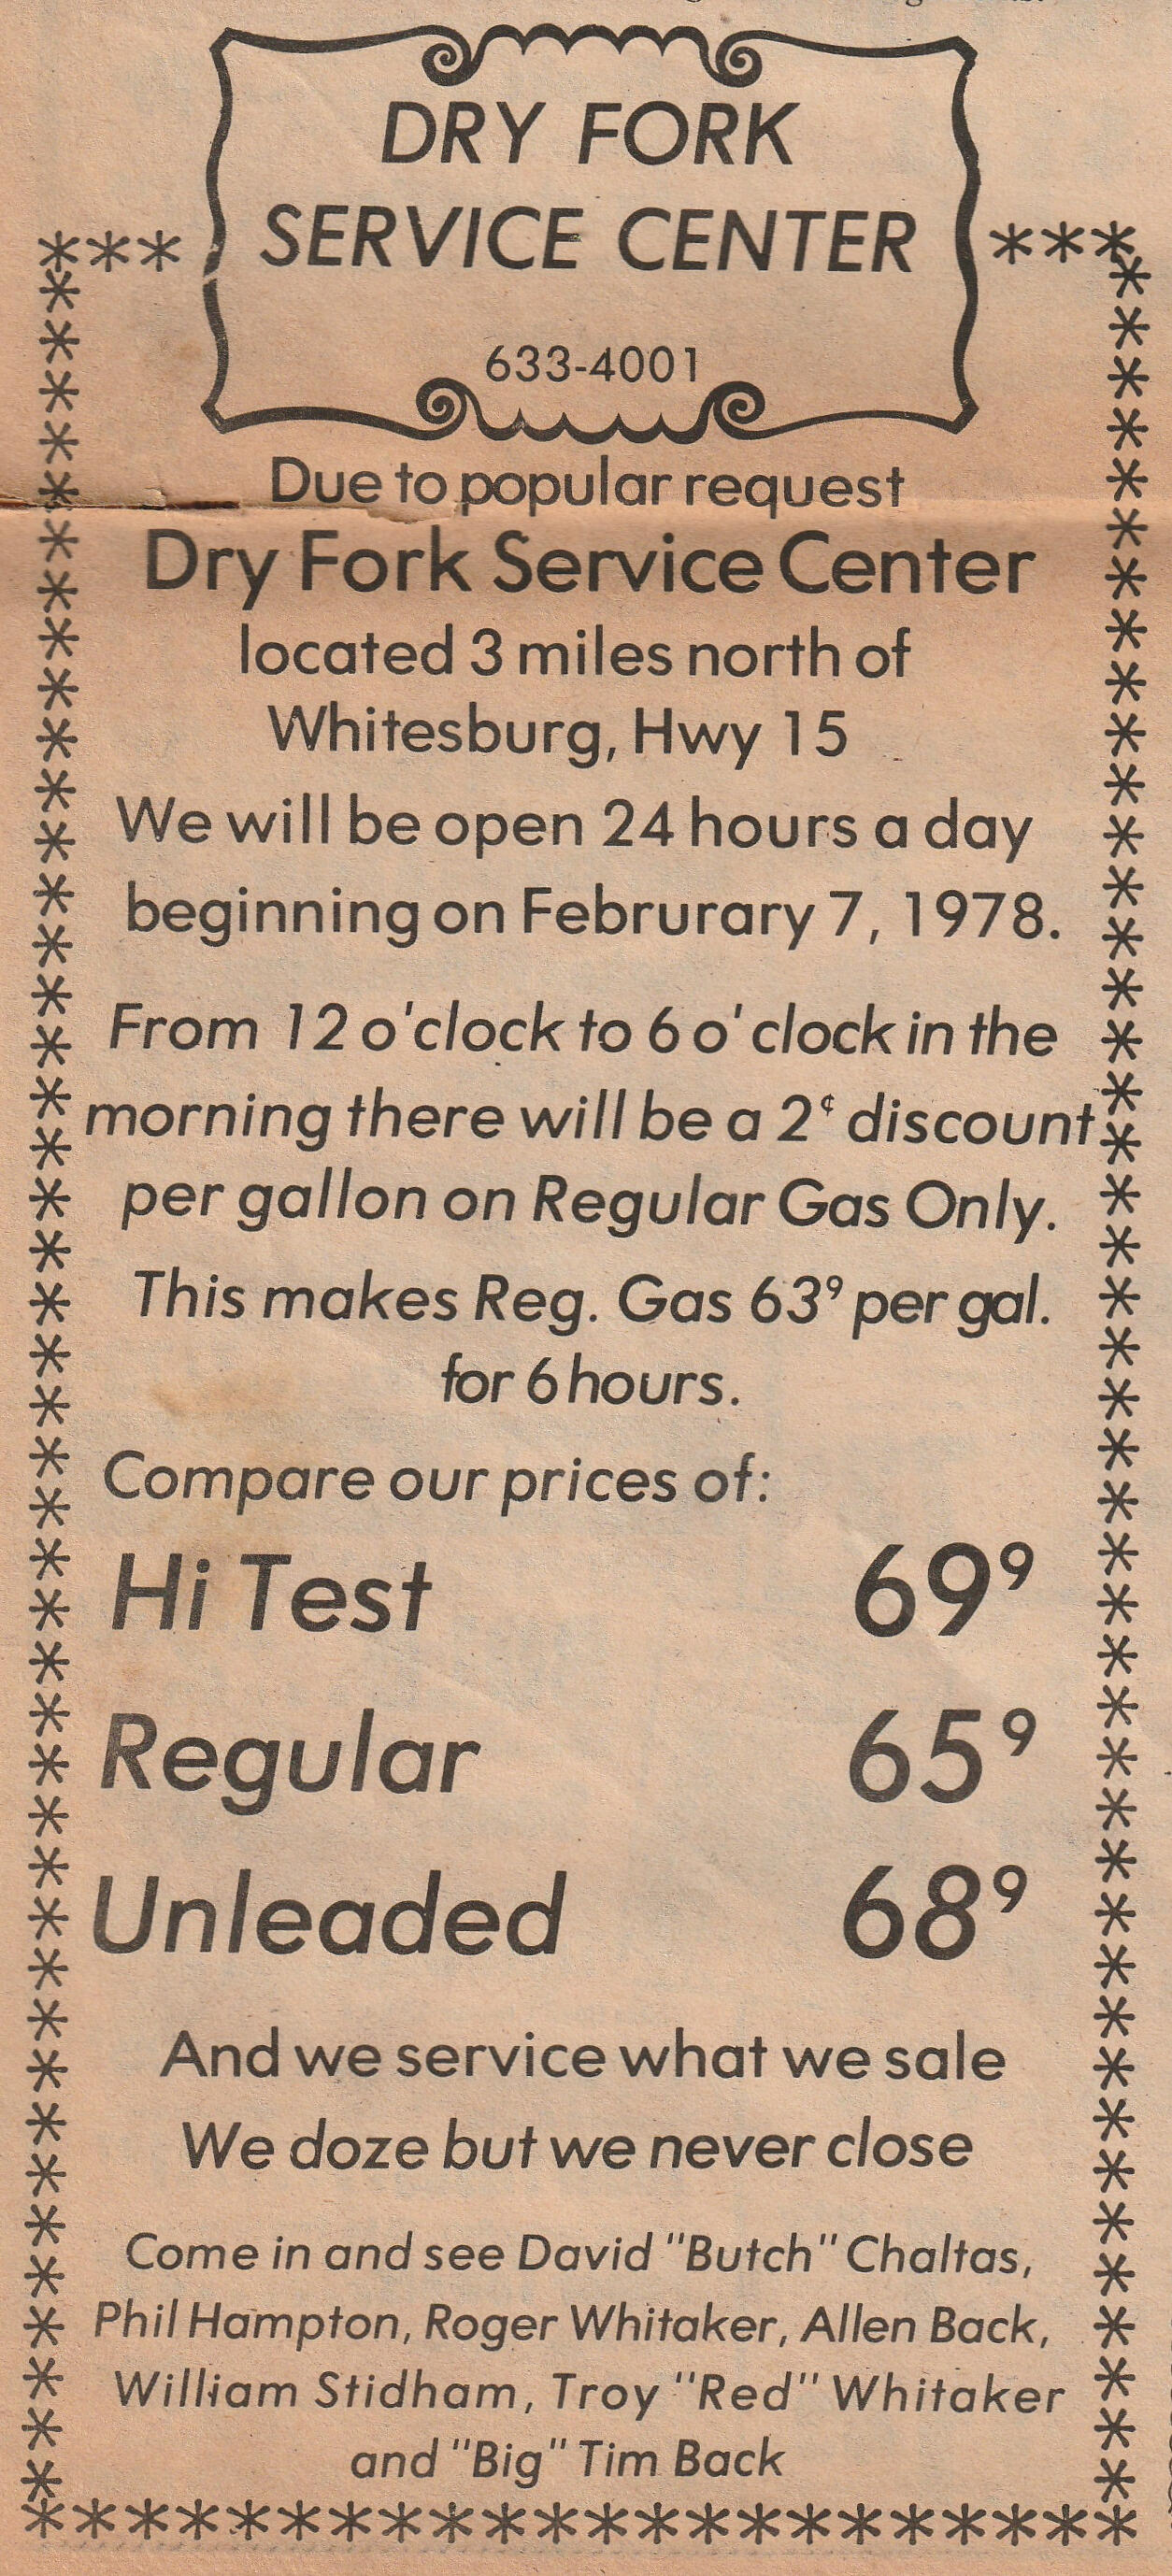 DRY FORK
SERVICE CENTER
633-4001
Due to popular request
Dry Fork Service Center
located 3 miles north of
Whitesburg, Hwy 15
We will be open 24 hours a day
beginning on Februrary 7, 1978.
From 12 o'clock to 6 o'clock in the
morning there will be a 2¢ discount
per gallon on Regular Gas Only.
This makes Reg. Gas 63⁹ per gal.
for 6 hours.
Compare our prices of:
Hi Test 69⁹
Regular 65⁹
Unleaded 68⁹
And we service what we sale
We doze but we never close
Come in and see David "Butch" Chaltas,
Phil Hampton, Roger Whitaker, Allen Back,
William Stidham, Troy "Red" Whitaker
and "Big" Tim Back